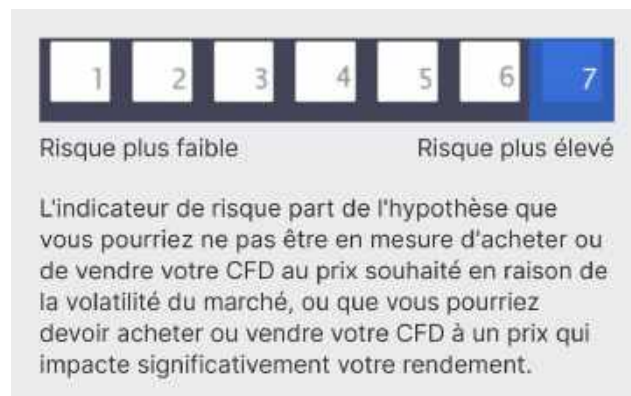 1 2 3 4 5 6 7
Risque plus faible Risque plus élevé
L'indicateur de risque part de l'hypothèse que
vous pourriez ne pas être en mesure d'acheter ou
de vendre votre CFD au prix souhaité en raison de
la volatilité du marché, ou que vous pourriez
devoir acheter ou vendre votre CFD à un prix qui
impacte significativement votre rendement.